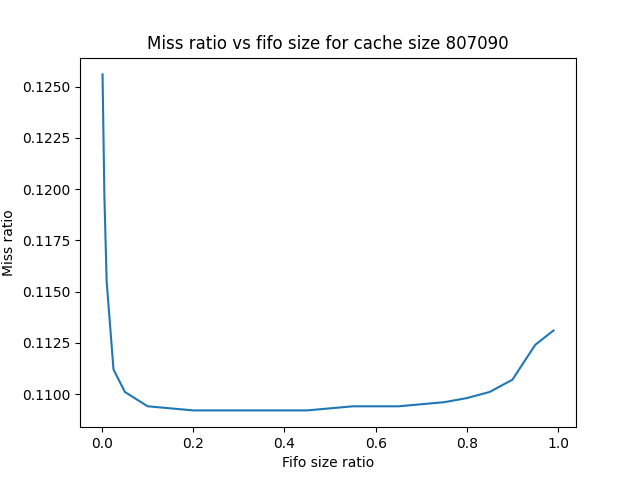 Miss ratio vs fifo size for cache size 807090
0.1250
0.1225
0.1200
0.1175
0.1150
0.1125
0.1100
Miss ratio
0.0 0.2 0.4 0.6 0.8 1.0
Fifo size ratio